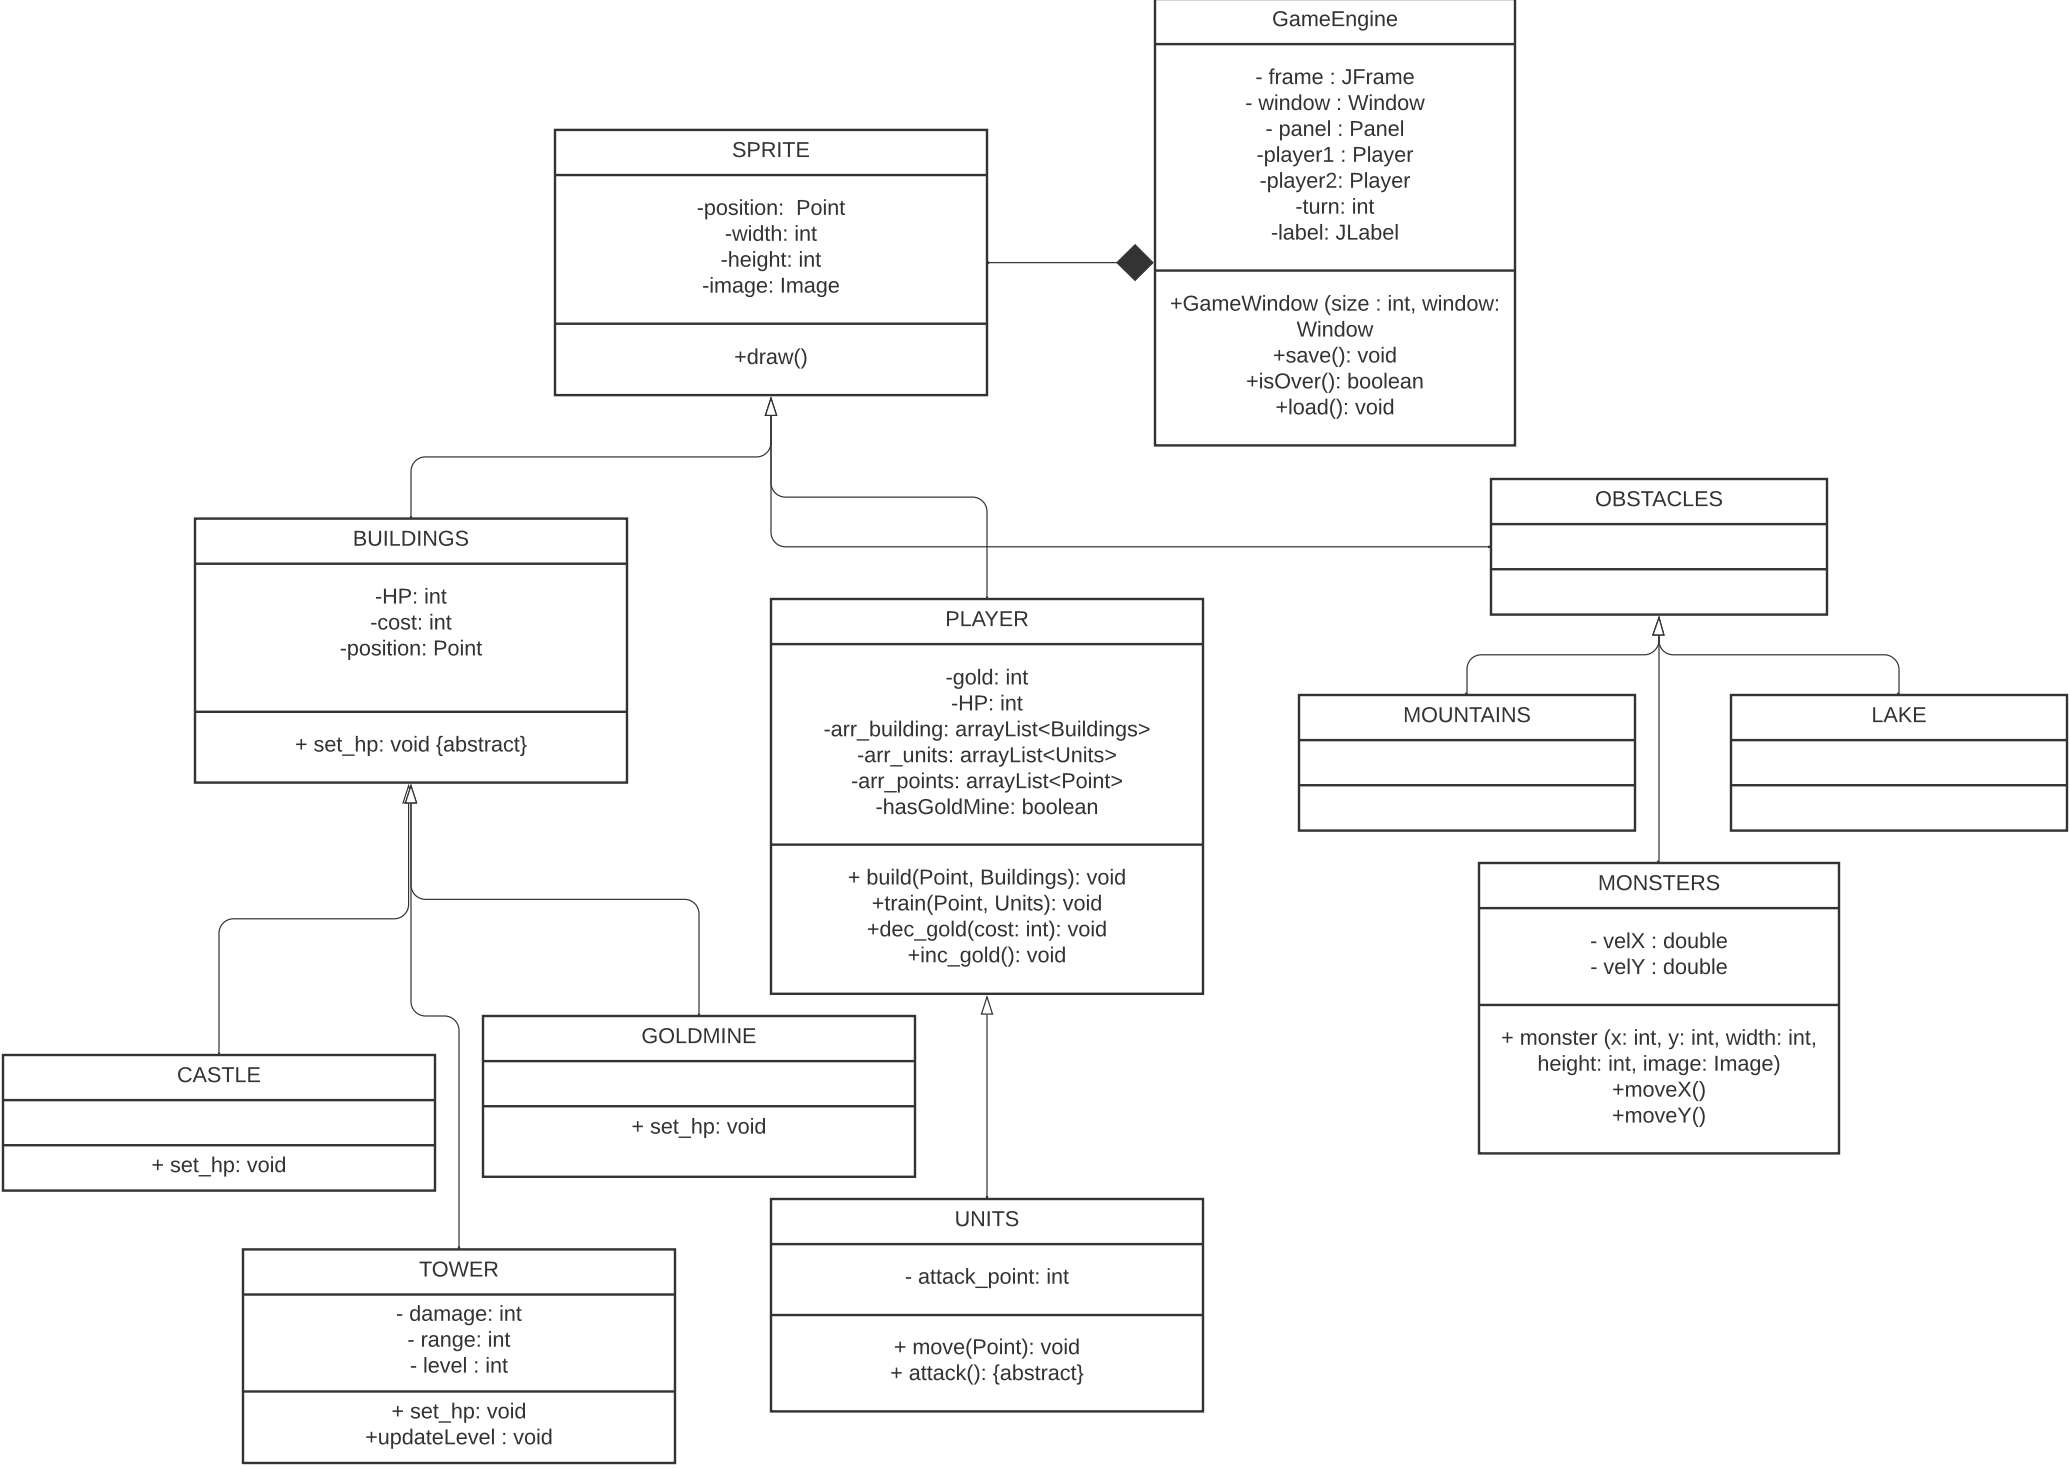 GameEngine
- frame : JFrame
- window : Window
- panel : Panel
-player1 : Player
-player2: Player
-turn: int
-label: JLabel
+GameWindow (size : int, window:
Window
+save(): void
+isOver(): boolean
+load(): void
SPRITE
-position:  Point
-width: int
-height: int
-image: Image
+draw()
OBSTACLES
BUILDINGS
-HP: int
-cost: int
-position: Point
+ set_hp: void {abstract}
PLAYER
-gold: int
-HP: int
-arr_building: arrayList<Buildings>
-arr_units: arrayList<Units>
-arr_points: arrayList<Point>
-hasGoldMine: boolean
+ build(Point, Buildings): void
+train(Point, Units): void
+dec_gold(cost: int): void
+inc_gold(): void
MOUNTAINS
LAKE
MONSTERS
- velX : double
- velY : double
+ monster (x: int, y: int, width: int,
height: int, image: Image)
+moveX()
+moveY()
CASTLE
+ set_hp: void
GOLDMINE
+ set_hp: void
TOWER
- damage: int
- range: int
- level : int
+ set_hp: void
+updateLevel : void
UNITS
- attack_point: int
+ move(Point): void
+ attack(): {abstract}